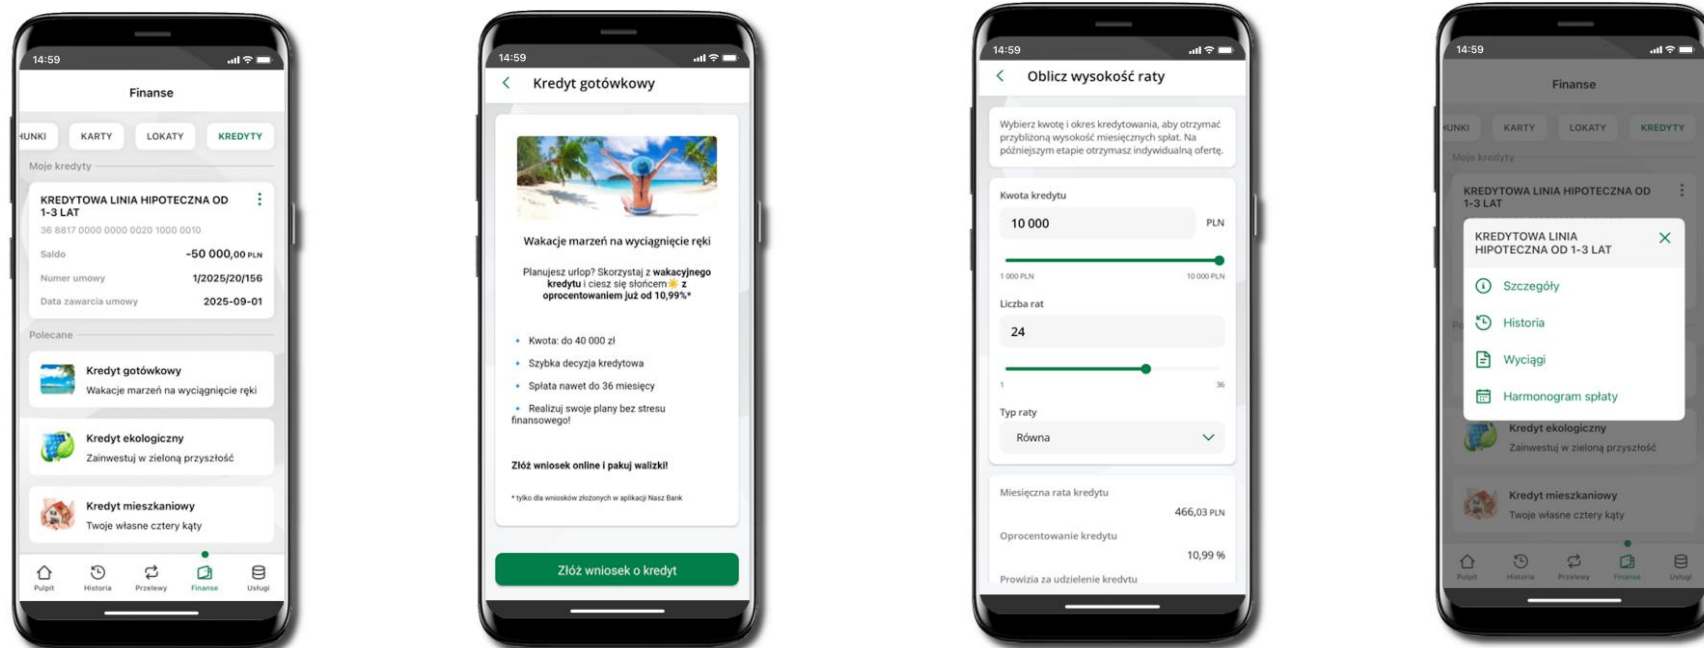 14:59
Finanse
HUNKI KARTY LOKATY KREDYTY
Moje kredyty
KREDYTOWA LINIA HIPOTECZNA OD
1-3 LAT
36 8817 0000 0000 0020 1000 0010
Saldo -50 000,00 PLN
Numer umowy 1/2025/20/156
Data zawarcia umowy 2025-09-01
Polecane
Kredyt gotówkowy
Wakacje marzeń na wyciągnięcie ręki
Kredyt ekologiczny
Zainwestuj w zieloną przyszłość
Kredyt mieszkaniowy
Twoje własne cztery kąty
Pulpit Historia Przelewy Finanse Usługi
14:59
Kredyt gotówkowy
Wakacje marzeń na wyciągnięcie ręki
Planujesz urlop? Skorzystaj z wakacyjnego
kredytu i ciesz się słońcem☀️ z
oprocentowaniem już od 10,99%*
• Kwota: do 40 000 zł
• Szybka decyzja kredytowa
• Spłata nawet do 36 miesięcy
• Realizuj swoje plany bez stresu
finansowego!
Złóż wniosek online i pakuj walizki!
* tylko dla wniosków złożonych w aplikacji Nasz Bank
Złóż wniosek o kredyt
14:59
Oblicz wysokość raty
Wybierz kwotę i okres kredytowania, aby otrzymać
przybliżoną wysokość miesięcznych spłat. Na
późniejszym etapie otrzymasz indywidualną ofertę.
Kwota kredytu
10 000 PLN
1 000 PLN 10 000 PLN
Liczba rat
24
1 36
Typ raty
Równa
Miesięczna rata kredytu
466,03 PLN
Oprocentowanie kredytu
10,99 %
Prowizja za udzielenie kredytu
14:59
Finanse
HUNKI KARTY LOKATY KREDYTY
Moje kredyty
KREDYTOWA LINIA HIPOTECZNA OD
1-3 LAT
KREDYTOWA LINIA
HIPOTECZNA OD 1-3 LAT
Szczegóły
Historia
Wyciągi
Harmonogram spłaty
Kredyt ekologiczny
Zainwestuj w zieloną przyszłość
Kredyt mieszkaniowy
Twoje własne cztery kąty
Pulpit Historia Przelewy Finanse Usługi